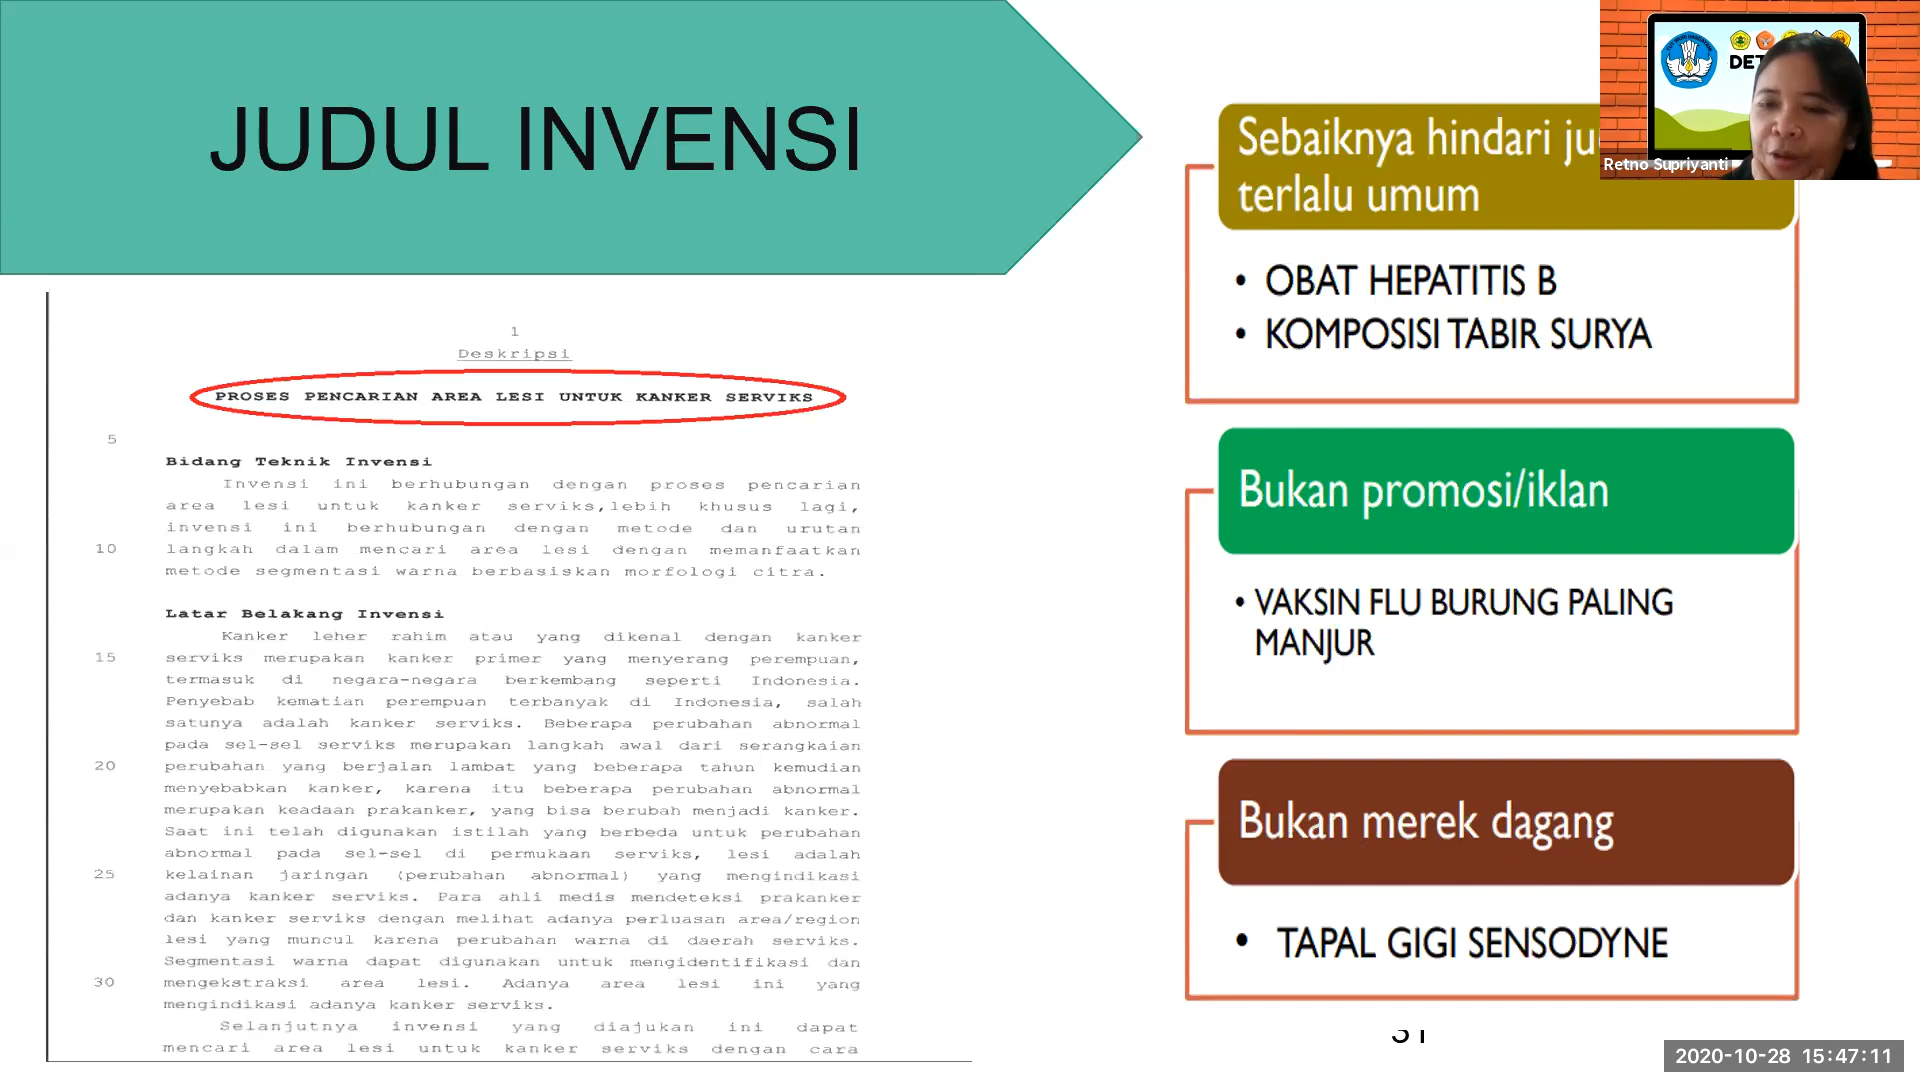 JUDUL INVENSI
1
Deskripsi
PROSES PENCARIAN AREA LESI UNTUK KANKER SERVIKS
5
Bidang Teknik Invensi
Invensi ini berhubungan dengan proses pencarian
area lesi untuk kanker serviks,lebih khusus lagi,
invensi ini berhubungan dengan metode dan urutan
10 langkah dalam mencari area lesi dengan memanfaatkan
metode segmentasi warna berbasiskan morfologi citra.
Latar Belakang Invensi
Kanker leher rahim atau yang dikenal dengan kanker
15 serviks merupakan kanker primer yang menyerang perempuan,
termasuk di negara-negara berkembang seperti Indonesia.
Penyebab kematian perempuan terbanyak di Indonesia, salah
satunya adalah kanker serviks. Beberapa perubahan abnormal
pada sel-sel serviks merupakan langkah awal dari serangkaian
20 perubahan yang berjalan lambat yang beberapa tahun kemudian
menyebabkan kanker, karena itu beberapa perubahan abnormal
merupakan keadaan prakanker, yang bisa berubah menjadi kanker.
Saat ini telah digunakan istilah yang berbeda untuk perubahan
abnormal pada sel-sel di permukaan serviks, lesi adalah
25 kelainan jaringan (perubahan abnormal) yang mengindikasi
adanya kanker serviks. Para ahli medis mendeteksi prakanker
dan kanker serviks dengan melihat adanya perluasan area/region
lesi yang muncul karena perubahan warna di daerah serviks.
Segmentasi warna dapat digunakan untuk mengidentifikasi dan
30 mengekstraksi area lesi. Adanya area lesi ini yang
mengindikasi adanya kanker serviks.
Selanjutnya invensi yang diajukan ini dapat
mencari area lesi untuk kanker serviks dengan cara
Sebaiknya hindari ju
terlalu umum
• OBAT HEPATITIS B
• KOMPOSISI TABIR SURYA
Bukan promosi/iklan
• VAKSIN FLU BURUNG PALING
MANJUR
Bukan merek dagang
• TAPAL GIGI SENSODYNE
31
DET
Retno Supriyanti
2020-10-28 15:47:11